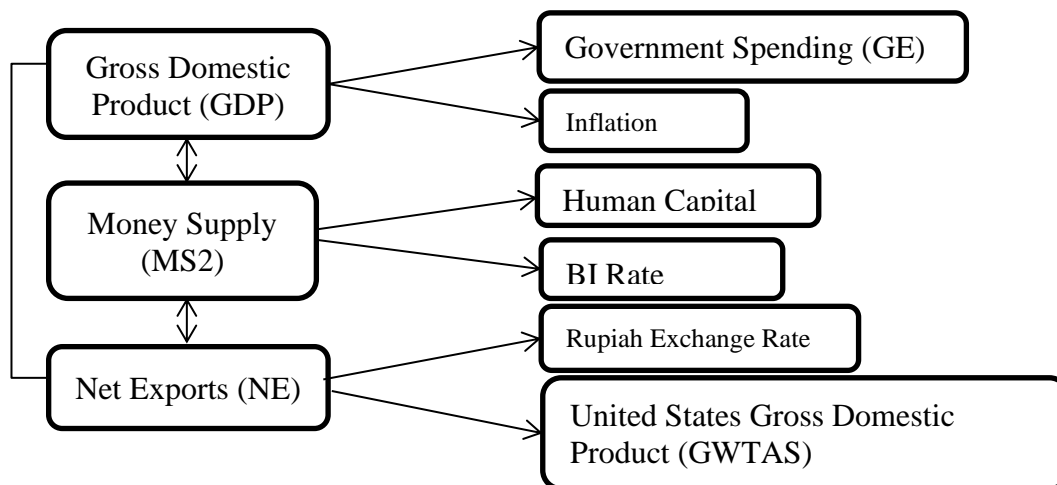 Gross Domestic
Product (GDP)
Money Supply
(MS2)
Net Exports (NE)
Government Spending (GE)
Inflation
Human Capital
BI Rate
Rupiah Exchange Rate
United States Gross Domestic
Product (GWTAS)